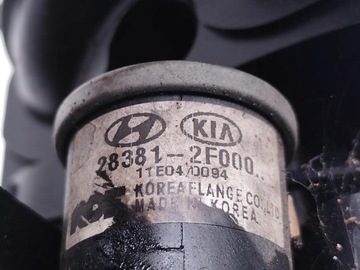 KIA
28381-2F000..
11E04/0094
KOREA FLANGE CO.,LTD
MADE IN KOREA